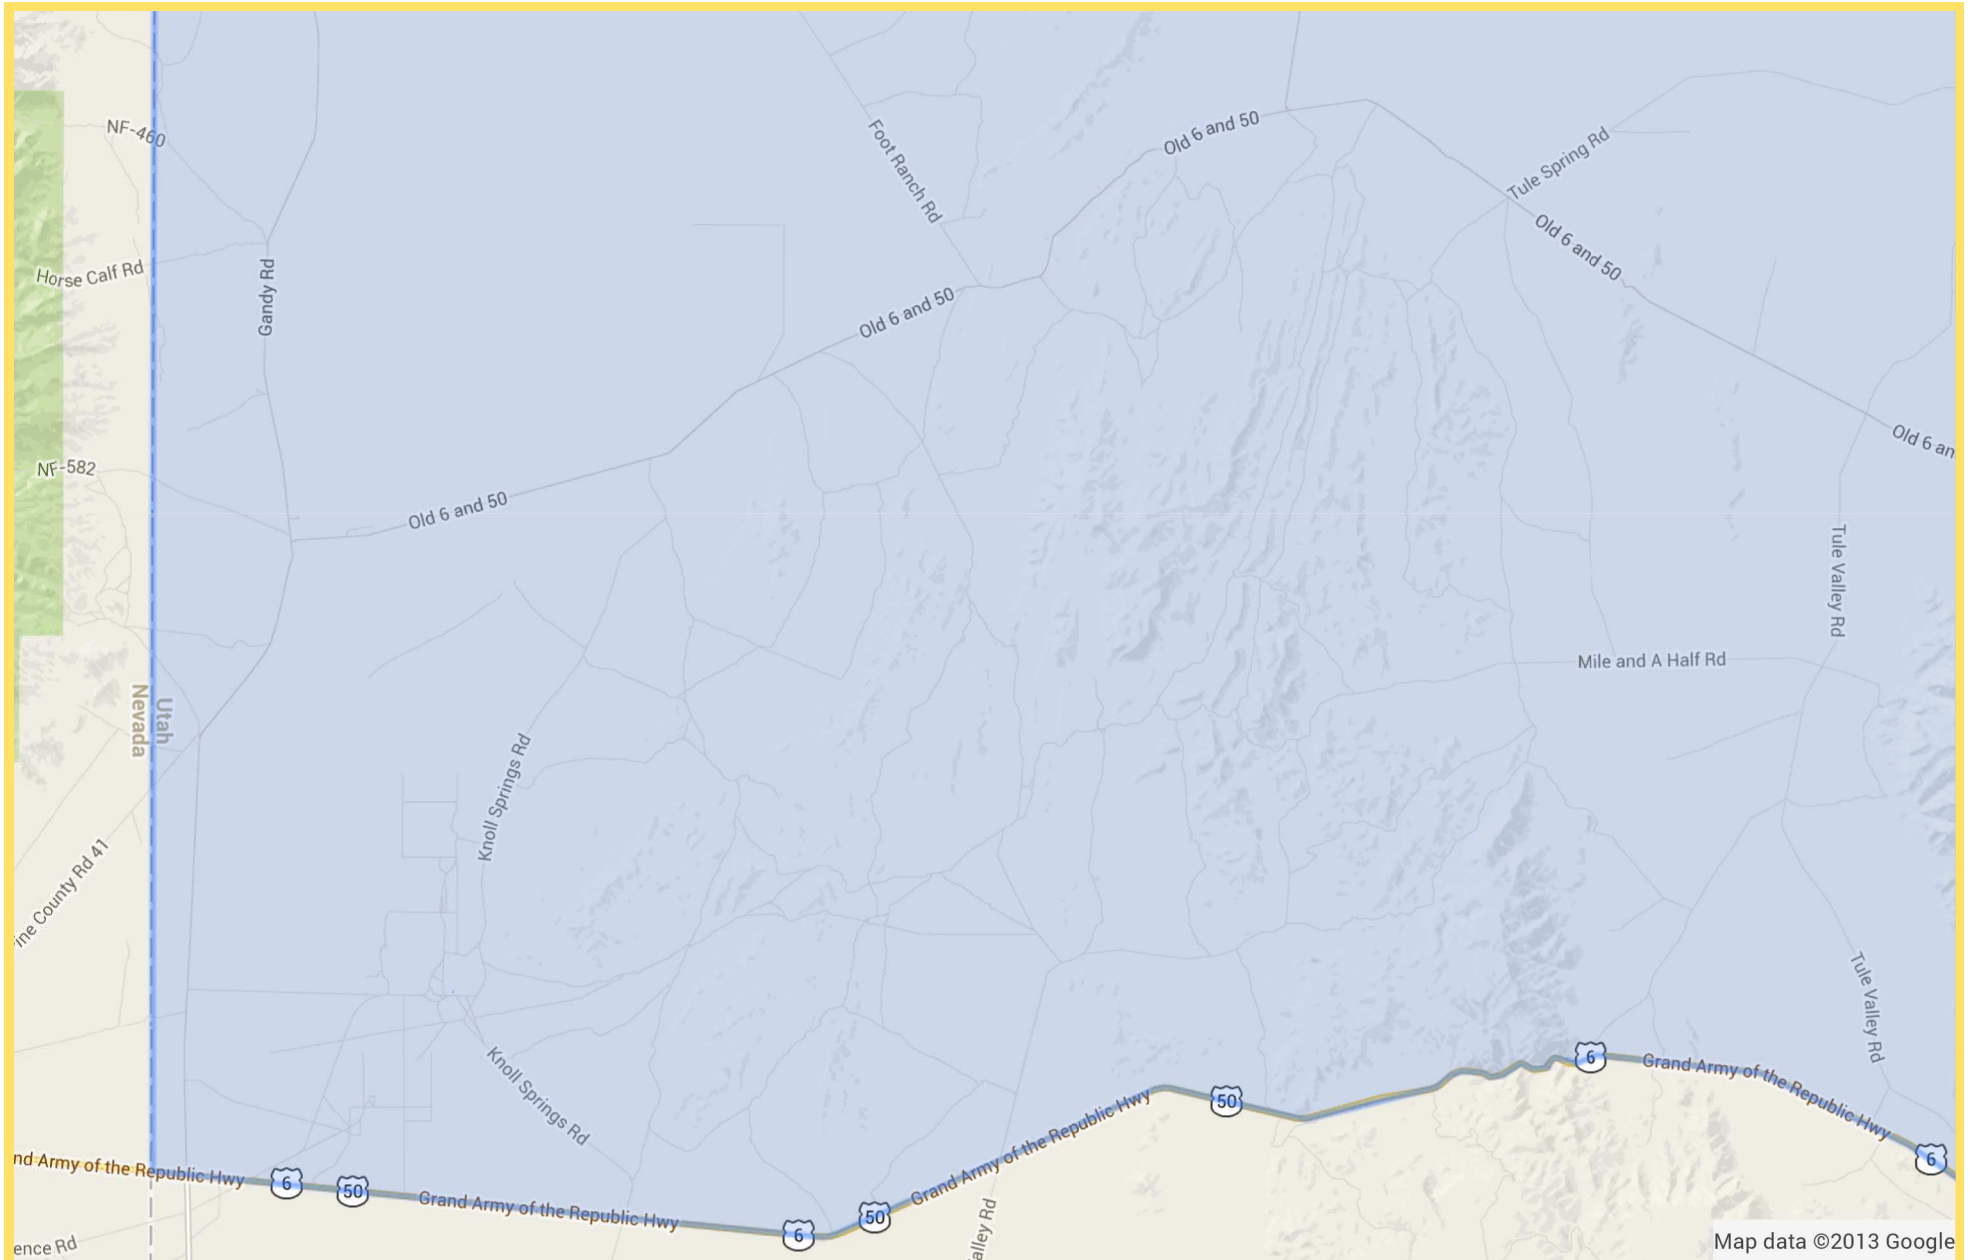 NF-460
Foot Ranch Rd
Old 6 and 50
Tule Spring Rd
Old 6 and 50
Horse Calf Rd
Gandy Rd
Old 6 and 50
Old 6 an
NF-582
Old 6 and 50
Tule Valley Rd
Mile and A Half Rd
Utah
Nevada
Knoll Springs Rd
ine County Rd 41
Tule Valley Rd
Knoll Springs Rd
6
Grand Army of the Republic Hwy
50
Grand Army of the Republic Hwy
nd Army of the Republic Hwy
6
50
Grand Army of the Republic Hwy
6
50
6
alley Rd
ence Rd
Map data ©2013 Google